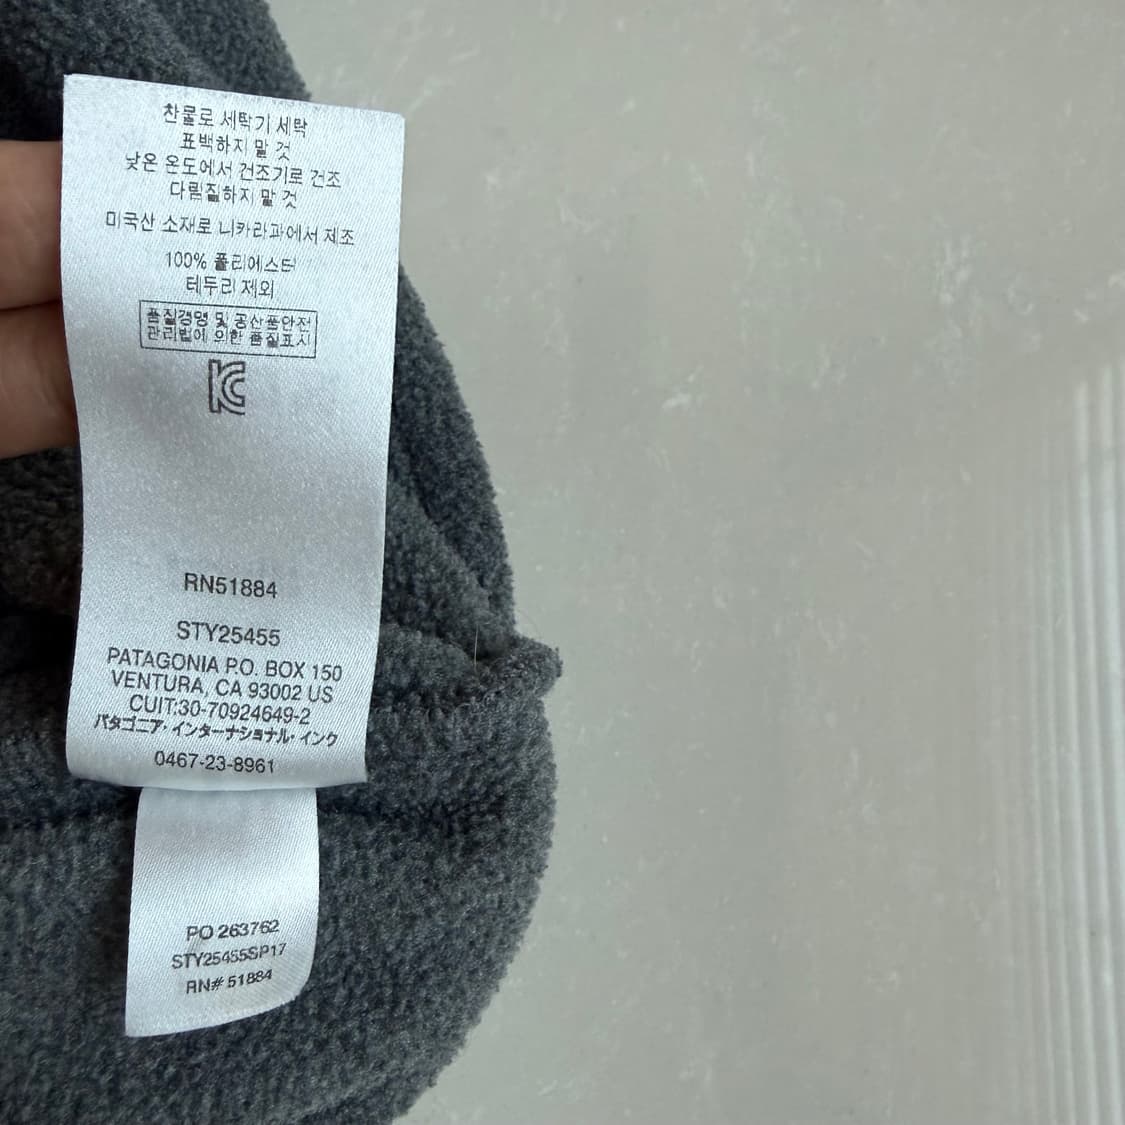 찬물로 세탁기 세탁
표백하지 말 것
낮은 온도에서 건조기로 건조
다림질하지 말 것
미국산 소재로 니카라과에서 제조
100% 폴리에스터
테두리 제외
품질경영 및 공산품안전
관리법에 의한 품질표시
KC
RN51884
STY25455
PATAGONIA P.O. BOX 150
VENTURA, CA 93002 US
CUIT:30-70924649-2
パタゴニア・インターナショナル・インク
0467-23-8961
PO 263762
STY25455SP17
RN# 51884